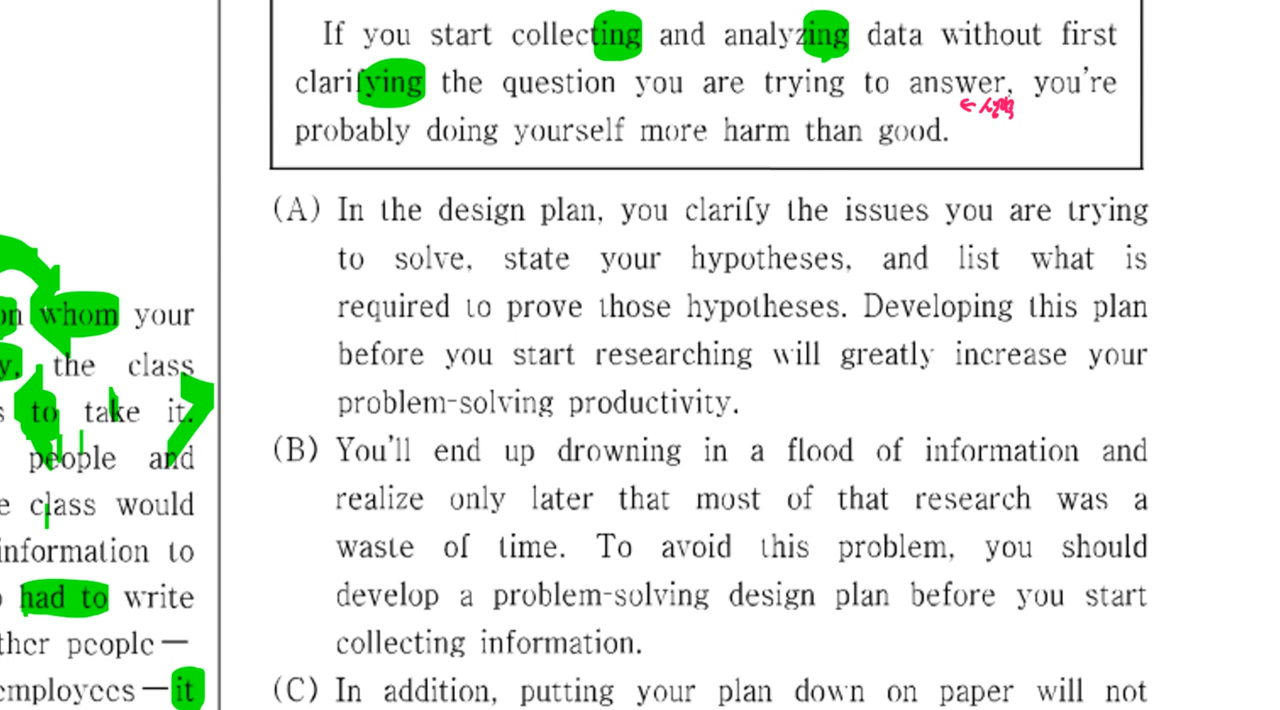 If you start collecting and analyzing data without first
clarifying the question you are trying to answer, you're
probably doing yourself more harm than good.
(A) In the design plan, you clarify the issues you are trying
to solve, state your hypotheses, and list what is
required to prove those hypotheses. Developing this plan
before you start researching will greatly increase your
problem-solving productivity.
(B) You'll end up drowning in a flood of information and
realize only later that most of that research was a
waste of time. To avoid this problem, you should
develop a problem-solving design plan before you start
collecting information.
(C) In addition, putting your plan down on paper will not
on whom your
the class
to take it.
people and
class would
information to
had to write
people—
employees—it